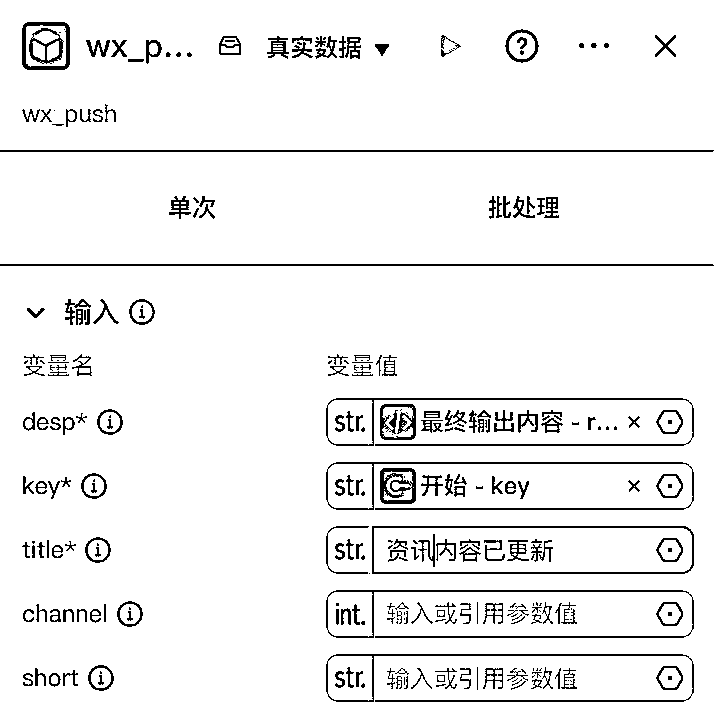 wx_p... 真实数据
wx_push
单次 批处理
输入
变量名 变量值
desp* str. 最终输出内容 - r... ×
key* str. 开始 - key ×
title* str. 资讯内容已更新
channel int. 输入或引用参数值
short str. 输入或引用参数值